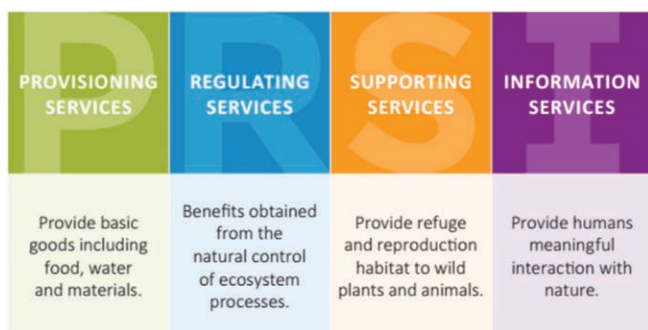 P
PROVISIONING
SERVICES
R
REGULATING
SERVICES
S
SUPPORTING
SERVICES
I
INFORMATION
SERVICES
Provide basic
goods including
food, water
and materials.
Benefits obtained
from the
natural control
of ecosystem
processes.
Provide refuge
and reproduction
habitat to wild
plants and animals.
Provide humans
meaningful
interaction with
nature.